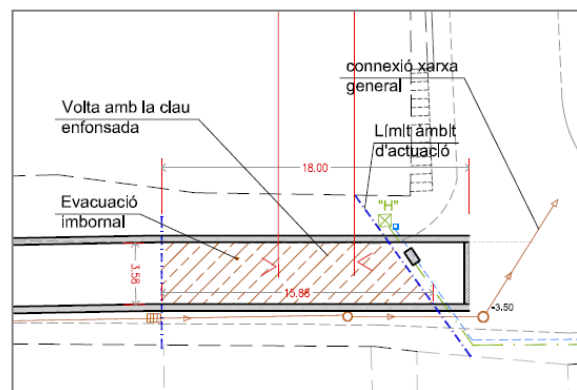 connexió xarxa
general
Volta amb la clau
enfonsada
Límit àmbit
d'actuació
18.00
"H"
Evacuació
imbornal
3.58
15.88
-3.50